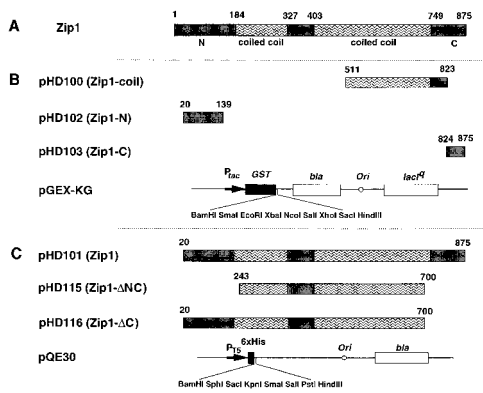 1 184 327 403 749 875
A Zip1
N coiled coil coiled coil C
511 823
B pHD100 (Zip1-coil)
20 139
pHD102 (Zip1-N)
824 875
pHD103 (Zip1-C)
Ptac GST bla Ori lacIq
pGEX-KG
BamHI SmaI EcoRI XbaI NcoI SalI XhoI SacI HindIII
20 875
C pHD101 (Zip1)
243 700
pHD115 (Zip1-ΔNC)
20 700
pHD116 (Zip1-ΔC)
6xHis
PT5 Ori bla
pQE30
BamHI SphI SacI KpnI SmaI SalI PstI HindIII